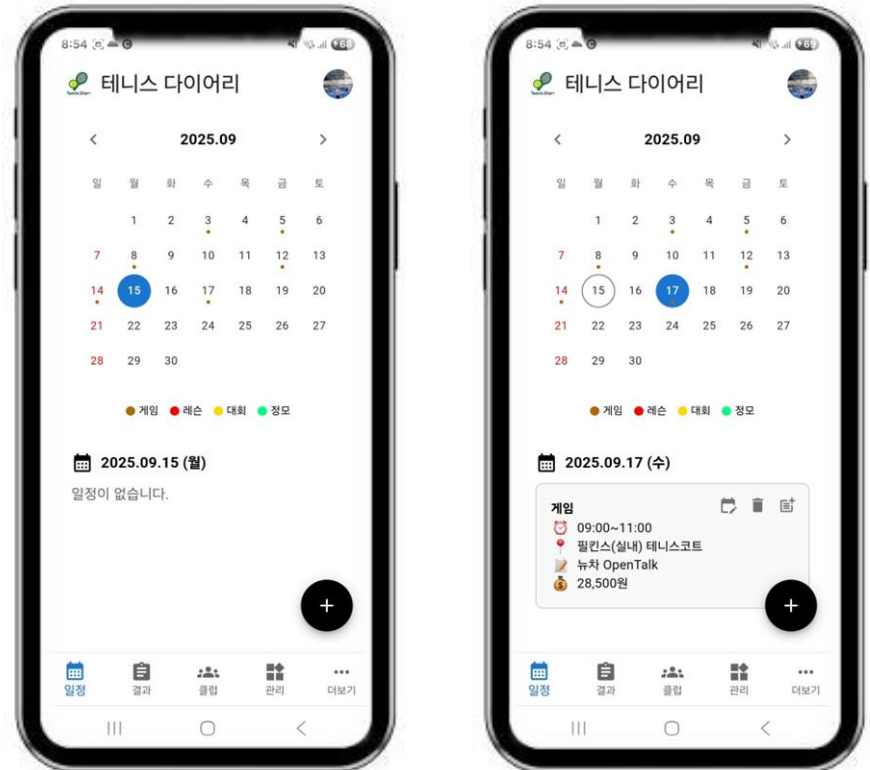 8:54
68
테니스 다이어리
2025.09
일 월 화 수 목 금 토
1 2 3 4 5 6
7 8 9 10 11 12 13
14 15 16 17 18 19 20
21 22 23 24 25 26 27
28 29 30
게임 레슨 대회 정모
2025.09.15 (월)
일정이 없습니다.
+
일정 결과 클럽 관리 더보기
8:54
68
테니스 다이어리
2025.09
일 월 화 수 목 금 토
1 2 3 4 5 6
7 8 9 10 11 12 13
14 15 16 17 18 19 20
21 22 23 24 25 26 27
28 29 30
게임 레슨 대회 정모
2025.09.17 (수)
게임
09:00~11:00
필킨스(실내) 테니스코트
뉴차 OpenTalk
28,500원
+
일정 결과 클럽 관리 더보기